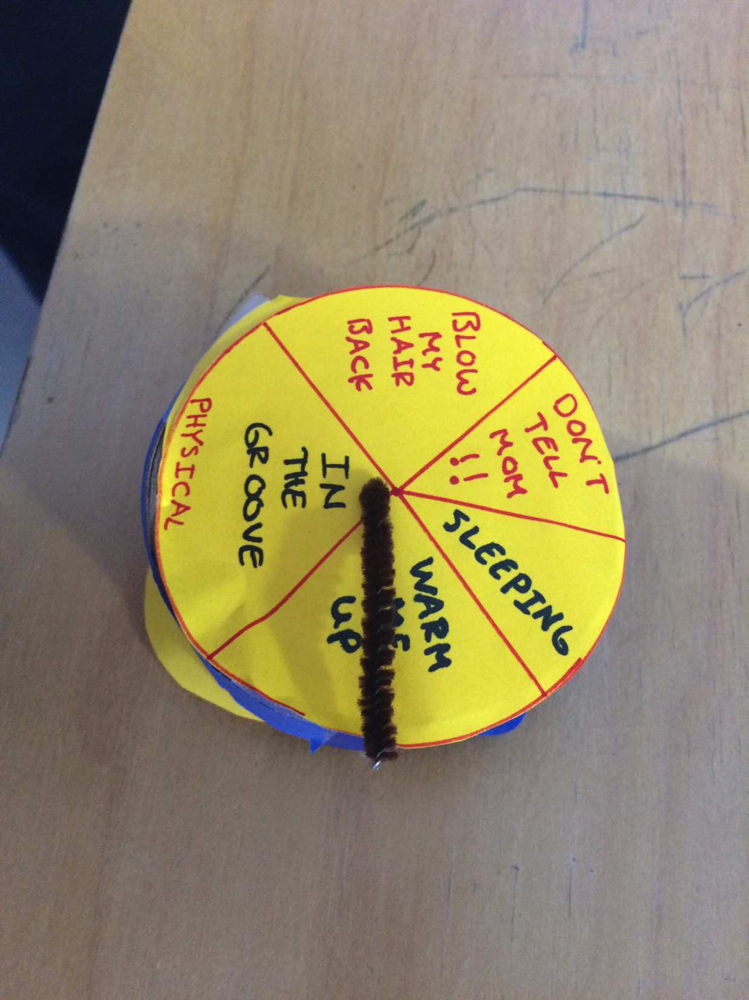 BLOW
MY
HAIR
BACK
DON'T
TELL
MOM
!!
SLEEPING
WARM
UP
IN
THE
GROOVE
PHYSICAL